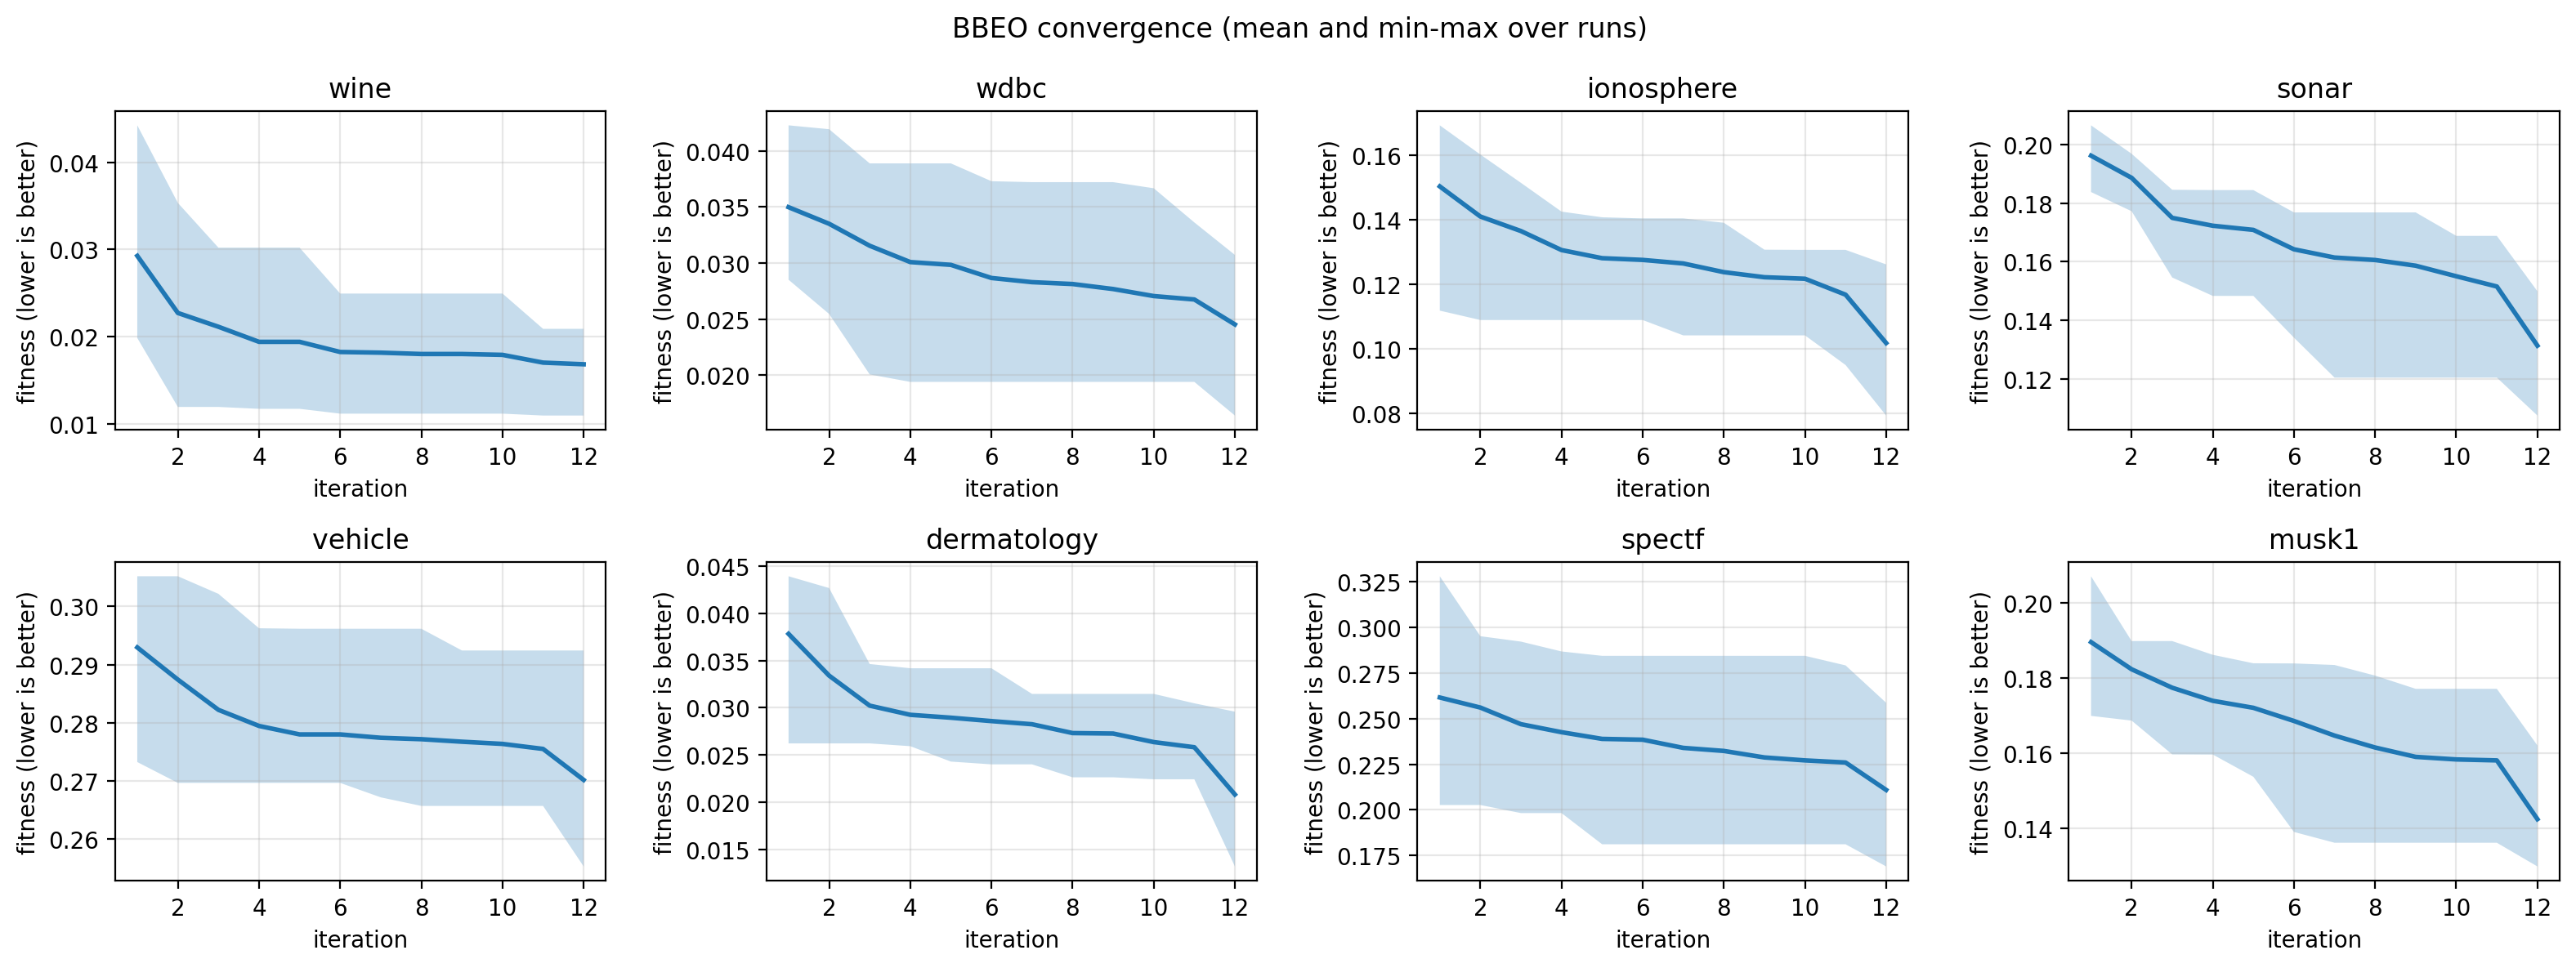 BBEO convergence (mean and min-max over runs)
wine
wdbc
ionosphere
sonar
fitness (lower is better)
0.04
0.03
0.02
0.01
2 4 6 8 10 12
iteration
fitness (lower is better)
0.040
0.035
0.030
0.025
0.020
2 4 6 8 10 12
iteration
fitness (lower is better)
0.16
0.14
0.12
0.10
0.08
2 4 6 8 10 12
iteration
fitness (lower is better)
0.20
0.18
0.16
0.14
0.12
2 4 6 8 10 12
iteration
vehicle
dermatology
spectf
musk1
fitness (lower is better)
0.30
0.29
0.28
0.27
0.26
2 4 6 8 10 12
iteration
fitness (lower is better)
0.045
0.040
0.035
0.030
0.025
0.020
0.015
2 4 6 8 10 12
iteration
fitness (lower is better)
0.325
0.300
0.275
0.250
0.225
0.200
0.175
2 4 6 8 10 12
iteration
fitness (lower is better)
0.20
0.18
0.16
0.14
2 4 6 8 10 12
iteration